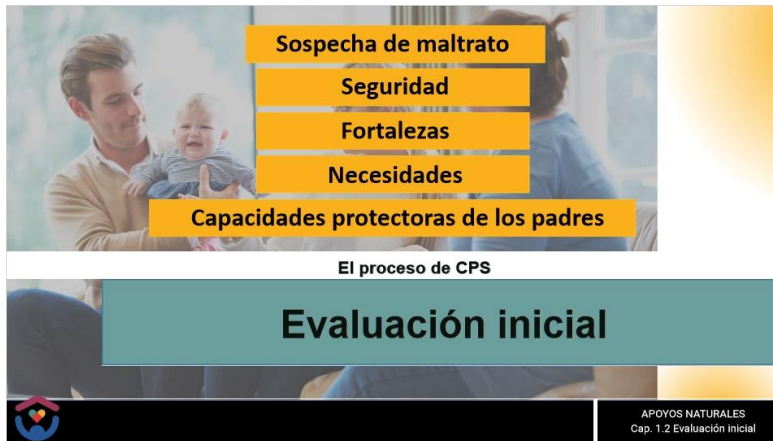 Sospecha de maltrato
Seguridad
Fortalezas
Necesidades
Capacidades protectoras de los padres
El proceso de CPS
Evaluación inicial
APOYOS NATURALES
Cap. 1.2 Evaluación inicial